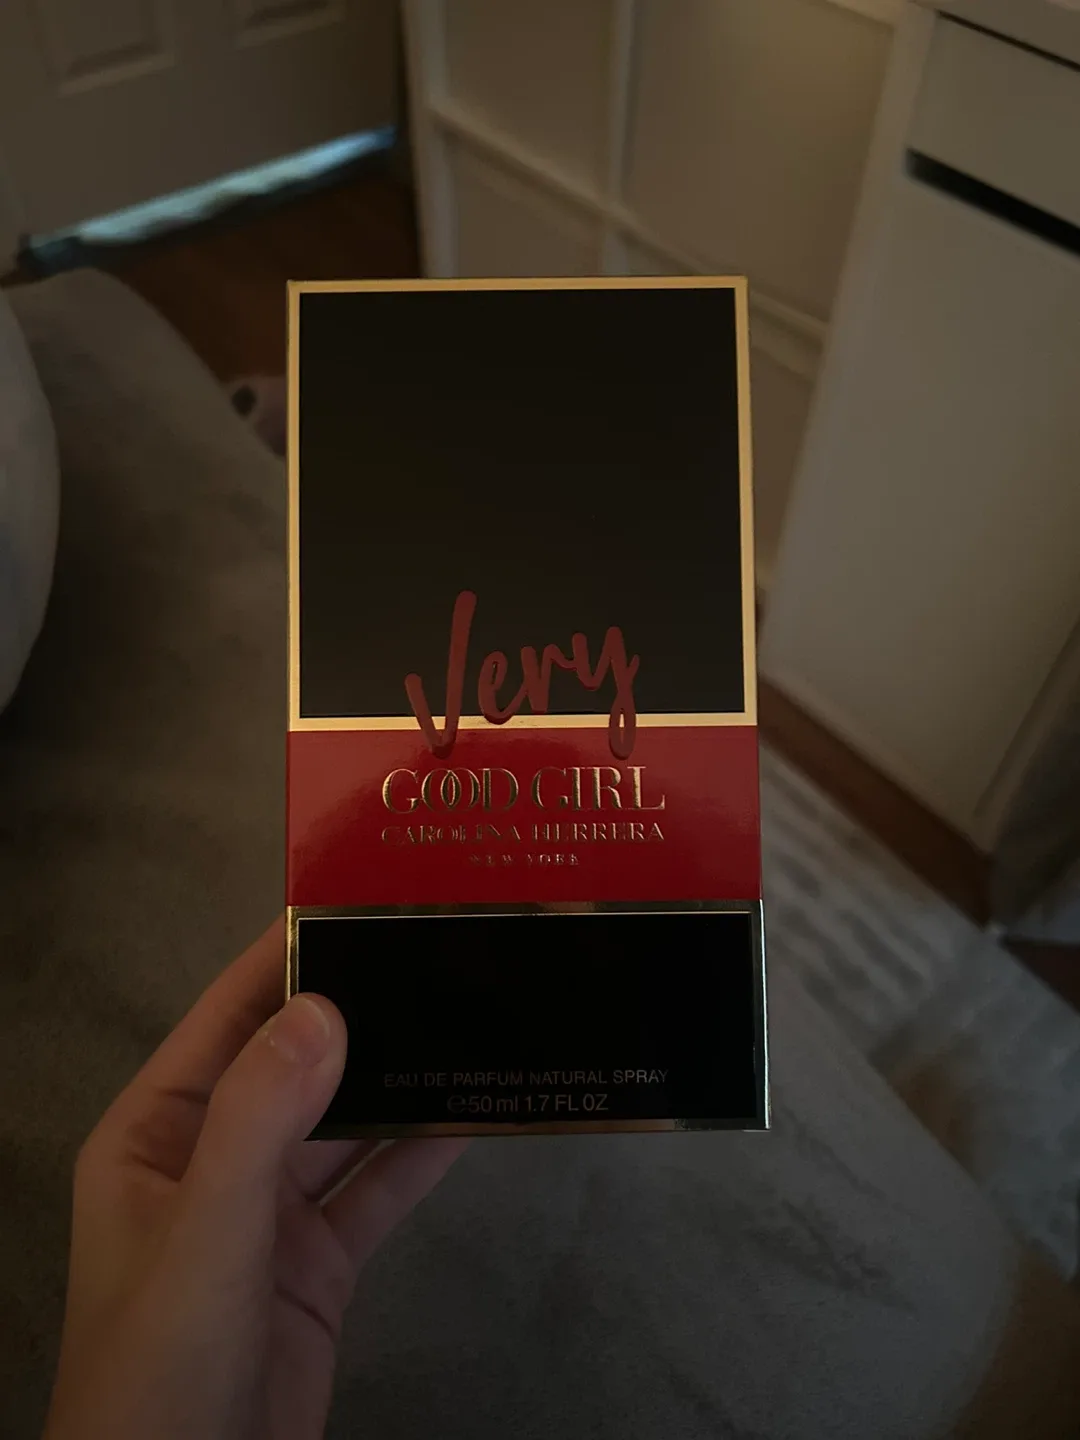 Very
GOOD GIRL
CAROLINA HERRERA
NEW YORK
EAU DE PARFUM NATURAL SPRAY
℮50 ml 1.7 FL OZ